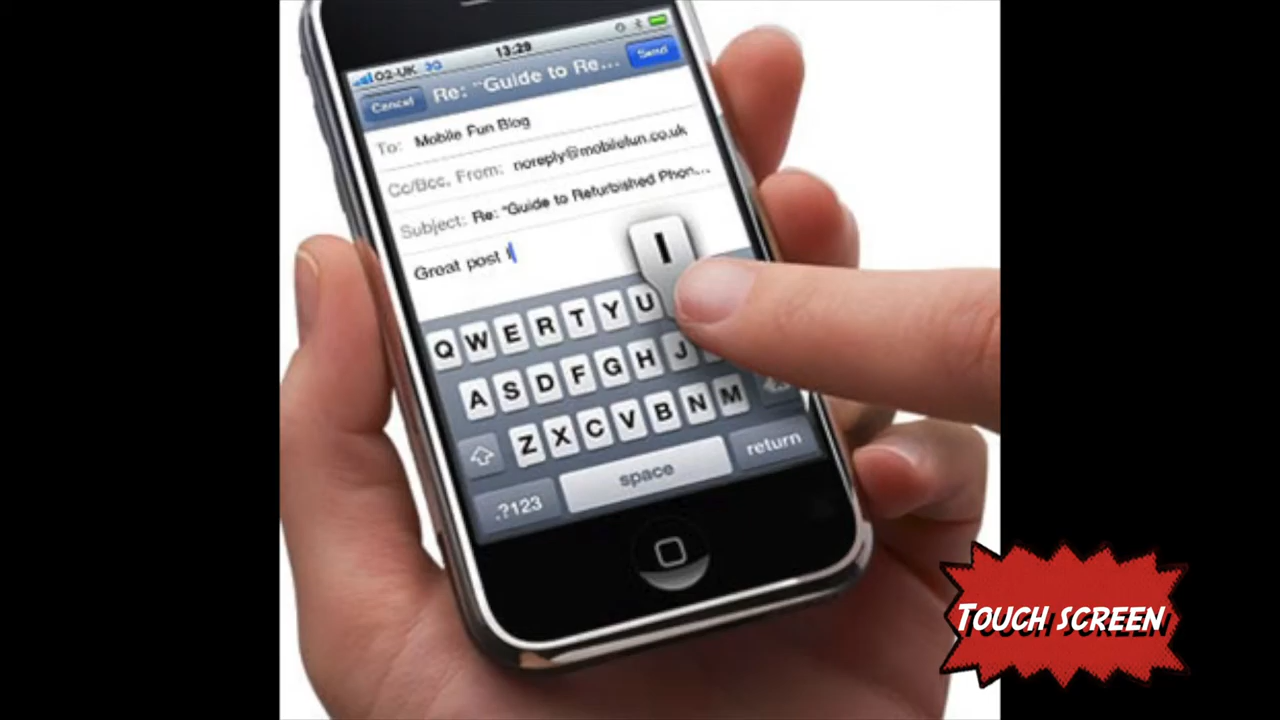 O2-UK 3G 13:29
Cancel Re: "Guide to Re... Send
To: Mobile Fun Blog
Cc/Bcc, From: noreply@mobilefun.co.uk
Subject: Re: "Guide to Refurbished Phon...
Great post
I
Q W E R T Y U
A S D F G H J
Z X C V B N M
.?123 space return
TOUCH SCREEN